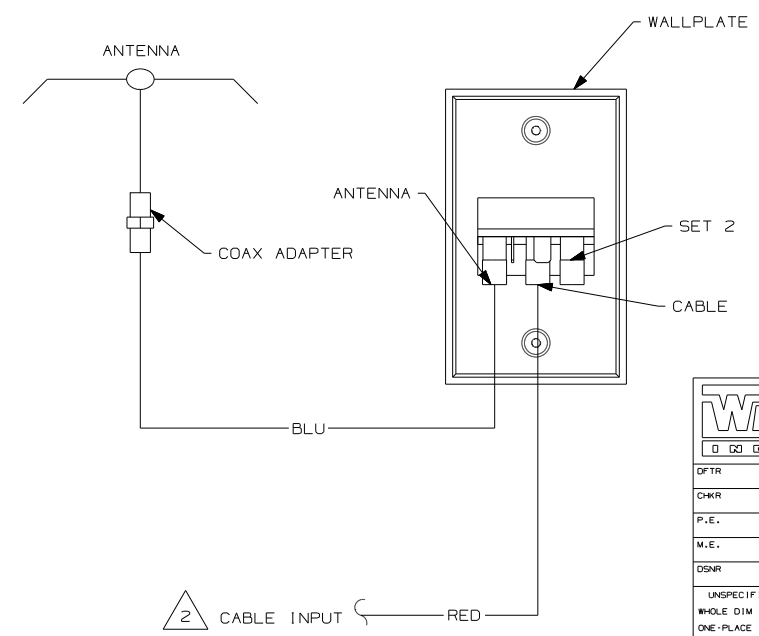 WALLPLATE
ANTENNA
ANTENNA
SET 2
COAX ADAPTER
CABLE
BLU
DFTR
CHKR
P.E.
M.E.
DSNR
2 CABLE INPUT
RED
WHOLE DIM
ONE-PLACE